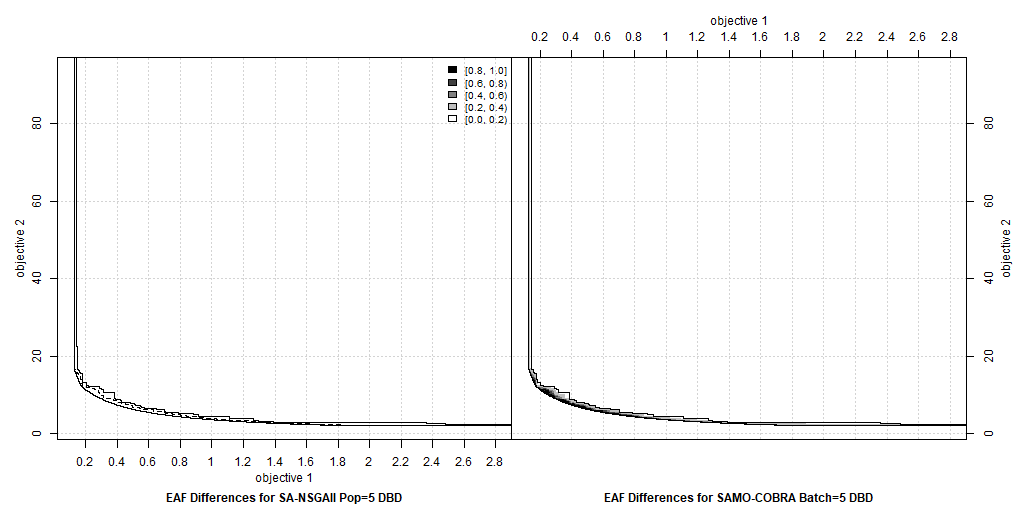 objective 1
0.2 0.4 0.6 0.8 1 1.2 1.4 1.6 1.8 2 2.2 2.4 2.6 2.8
[0.8, 1.0]
[0.6, 0.8)
[0.4, 0.6)
[0.2, 0.4)
[0.0, 0.2)
objective 2
80
60
40
20
0
objective 2
80
60
40
20
0
0.2 0.4 0.6 0.8 1 1.2 1.4 1.6 1.8 2 2.2 2.4 2.6 2.8
objective 1
EAF Differences for SA-NSGAII Pop=5 DBD
EAF Differences for SAMO-COBRA Batch=5 DBD